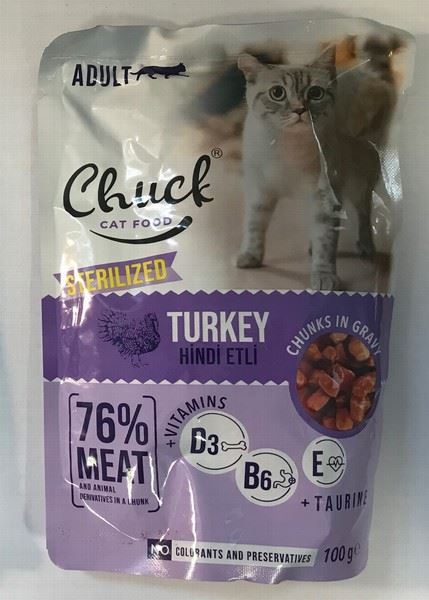 ADULT
Chuck®
CAT FOOD
STERILIZED
TURKEY
HİNDİ ETLİ
CHUNKS IN GRAVY
76%
MEAT
AND ANIMAL
DERIVATIVES IN A CHUNK
+VITAMINS
D3
B6
E
+ TAURINE
NO COLORANTS AND PRESERVATIVES
100g e